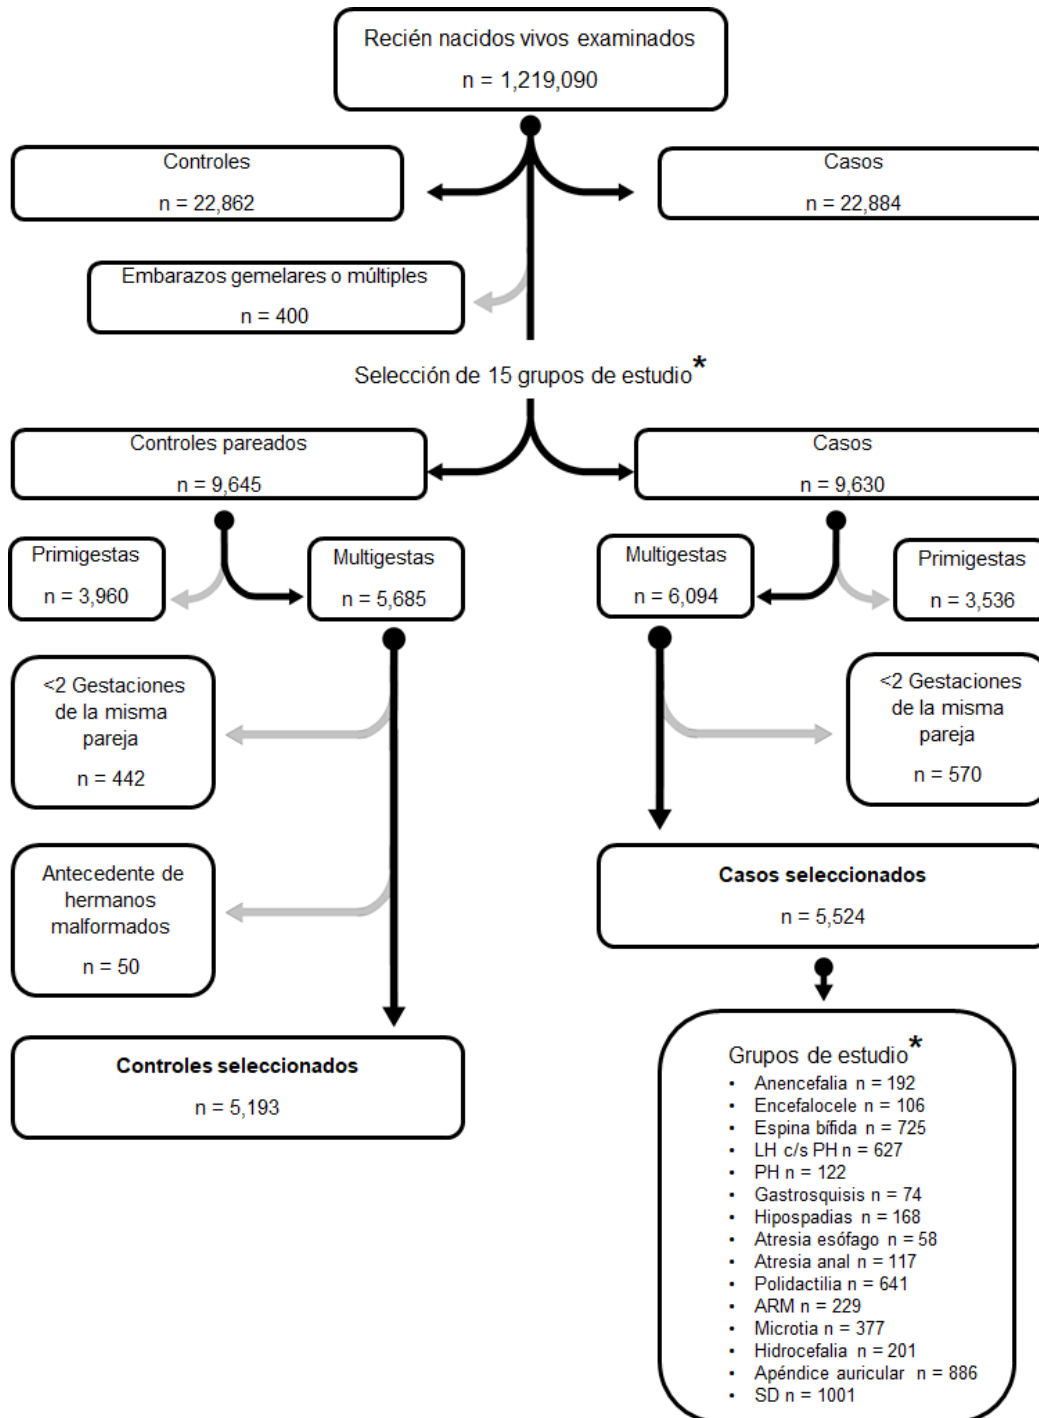 Recién nacidos vivos examinados
n = 1,219,090
Controles
n = 22,862
Casos
n = 22,884
Embarazos gemelares o múltiples
n = 400
Selección de 15 grupos de estudio*
Controles pareados
n = 9,645
Casos
n = 9,630
Primigestas
n = 3,960
Multigestas
n = 5,685
Multigestas
n = 6,094
Primigestas
n = 3,536
<2 Gestaciones
de la misma
pareja
n = 442
<2 Gestaciones
de la misma
pareja
n = 570
Antecedente de
hermanos
malformados
n = 50
Casos seleccionados
n = 5,524
Controles seleccionados
n = 5,193
Grupos de estudio*
• Anencefalia n = 192
• Encefalocele n = 106
• Espina bífida n = 725
• LH c/s PH n = 627
• PH n = 122
• Gastrosquisis n = 74
• Hipospadias n = 168
• Atresia esófago n = 58
• Atresia anal n = 117
• Polidactilia n = 641
• ARM n = 229
• Microtia n = 377
• Hidrocefalia n = 201
• Apéndice auricular n = 886
• SD n = 1001